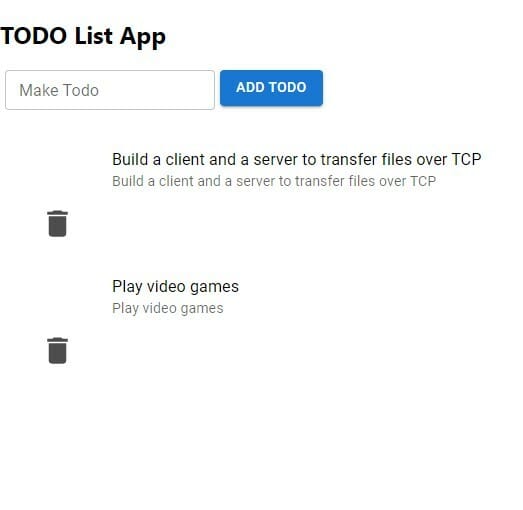 TODO List App
Make Todo
ADD TODO
Build a client and a server to transfer files over TCP
Build a client and a server to transfer files over TCP
Play video games
Play video games